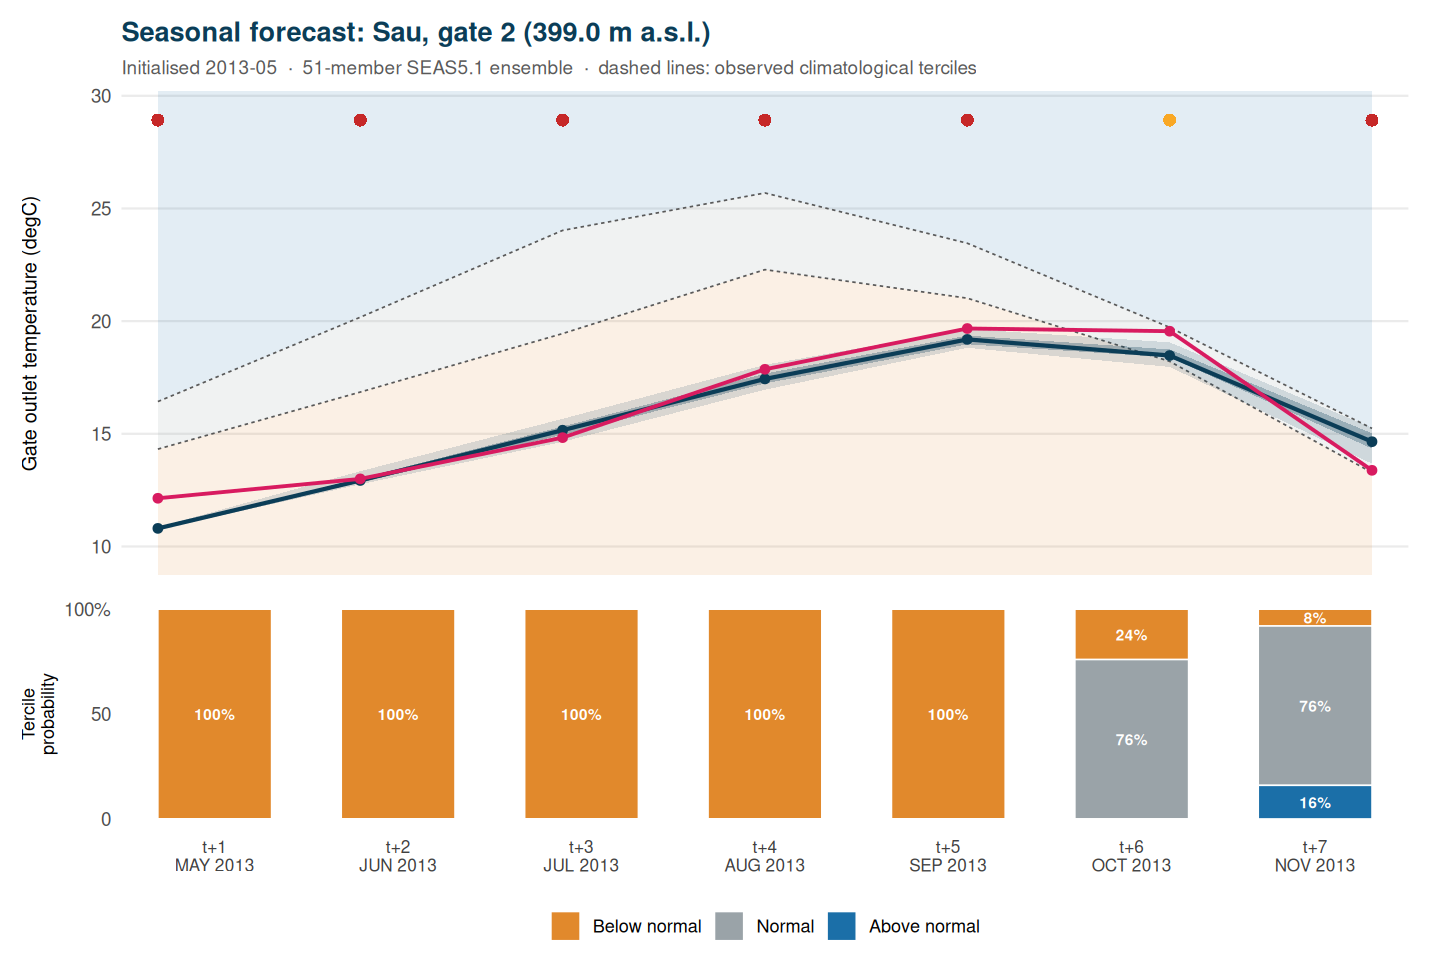 Seasonal forecast: Sau, gate 2 (399.0 m a.s.l.)
Initialised 2013-05 · 51-member SEAS5.1 ensemble · dashed lines: observed climatological terciles
Gate outlet temperature (degC)
30
25
20
15
10
Tercile
probability
100%
50
0
100%
100%
100%
100%
100%
24%
76%
8%
76%
16%
t+1
MAY 2013
t+2
JUN 2013
t+3
JUL 2013
t+4
AUG 2013
t+5
SEP 2013
t+6
OCT 2013
t+7
NOV 2013
Below normal
Normal
Above normal